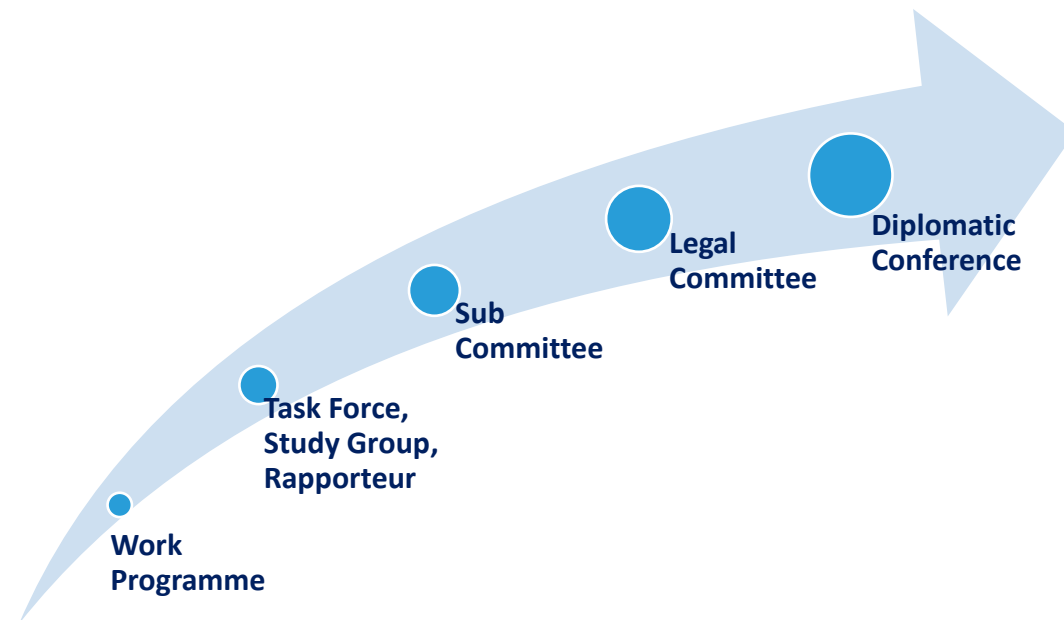 Work
Programme
Task Force,
Study Group,
Rapporteur
Sub
Committee
Legal
Committee
Diplomatic
Conference